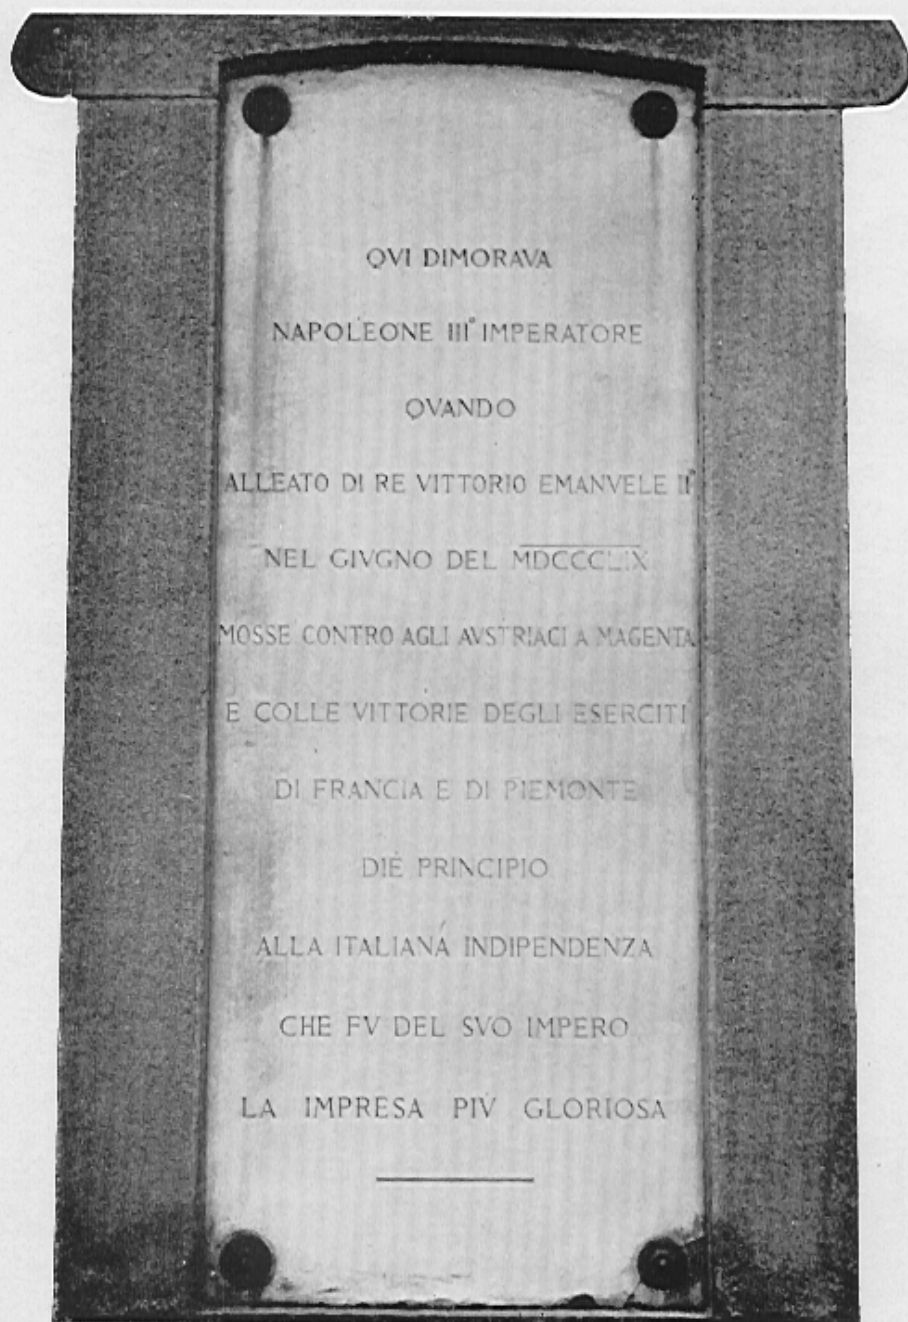 QVI DIMORAVA
NAPOLEONE III° IMPERATORE
QVANDO
ALLEATO DI RE VITTORIO EMANVELE II°
NEL GIVGNO DEL MDCCCLIX
MOSSE CONTRO AGLI AVSTRIACI A MAGENTA
E COLLE VITTORIE DEGLI ESERCITI
DI FRANCIA E DI PIEMONTE
DIÉ PRINCIPIO
ALLA ITALIANA INDIPENDENZA
CHE FV DEL SVO IMPERO
LA IMPRESA PIV GLORIOSA